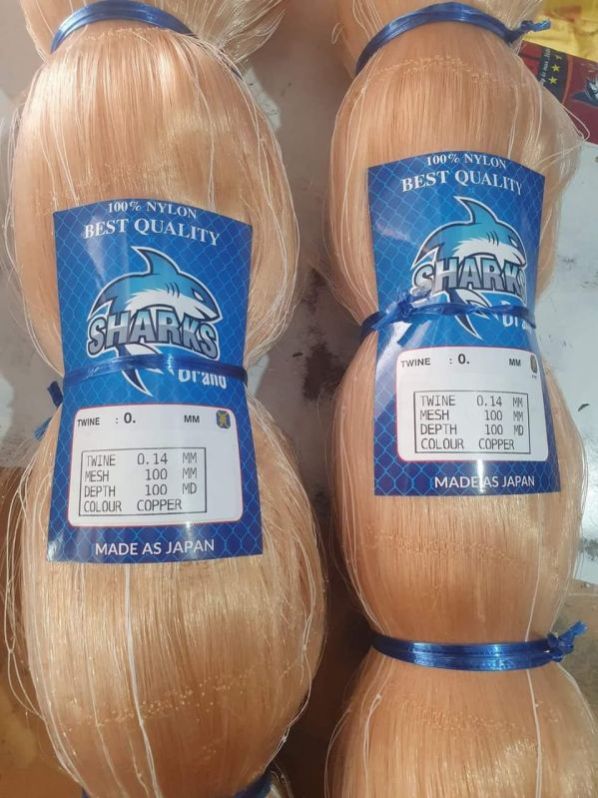 100% NYLON
BEST QUALITY
SHARKS
Brand
TWINE : 0. MM
TWINE 0.14 MM
MESH 100 MM
DEPTH 100 MD
COLOUR COPPER
MADE AS JAPAN
100% NYLON
BEST QUALITY
SHARKS
Brand
TWINE : 0. MM
TWINE 0.14 MM
MESH 100 MM
DEPTH 100 MD
COLOUR COPPER
MADE AS JAPAN